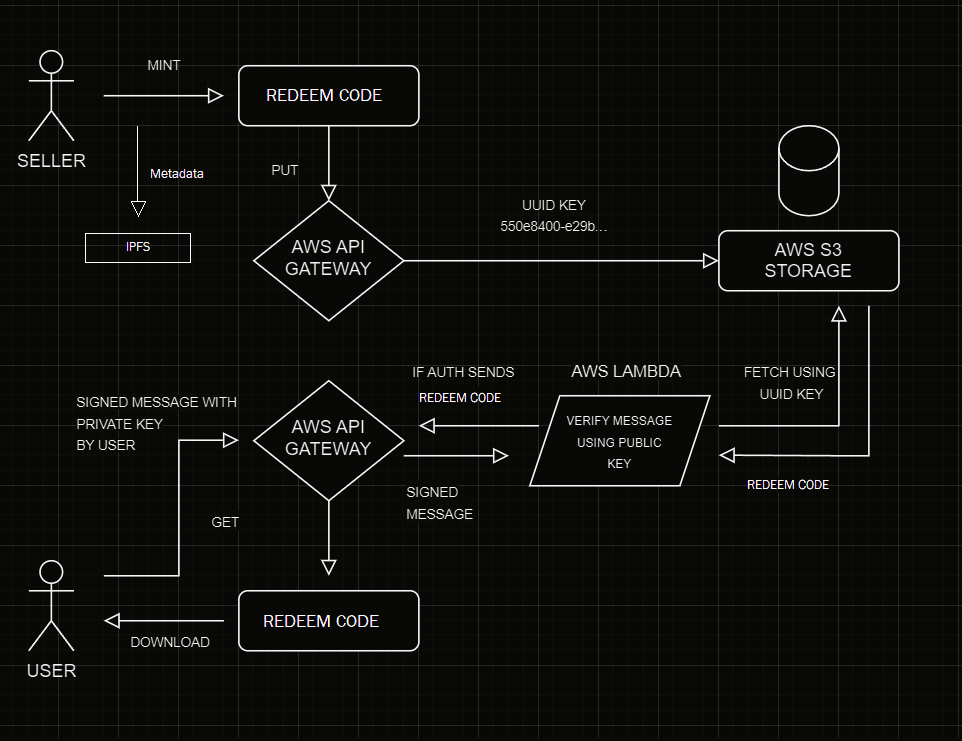 MINT
REDEEM CODE
SELLER
Metadata
PUT
IPFS
AWS API
GATEWAY
UUID KEY
550e8400-e29b...
AWS S3
STORAGE
SIGNED MESSAGE WITH
PRIVATE KEY
BY USER
AWS API
GATEWAY
IF AUTH SENDS
REDEEM CODE
AWS LAMBDA
VERIFY MESSAGE
USING PUBLIC
KEY
FETCH USING
UUID KEY
REDEEM CODE
SIGNED
MESSAGE
GET
REDEEM CODE
DOWNLOAD
USER